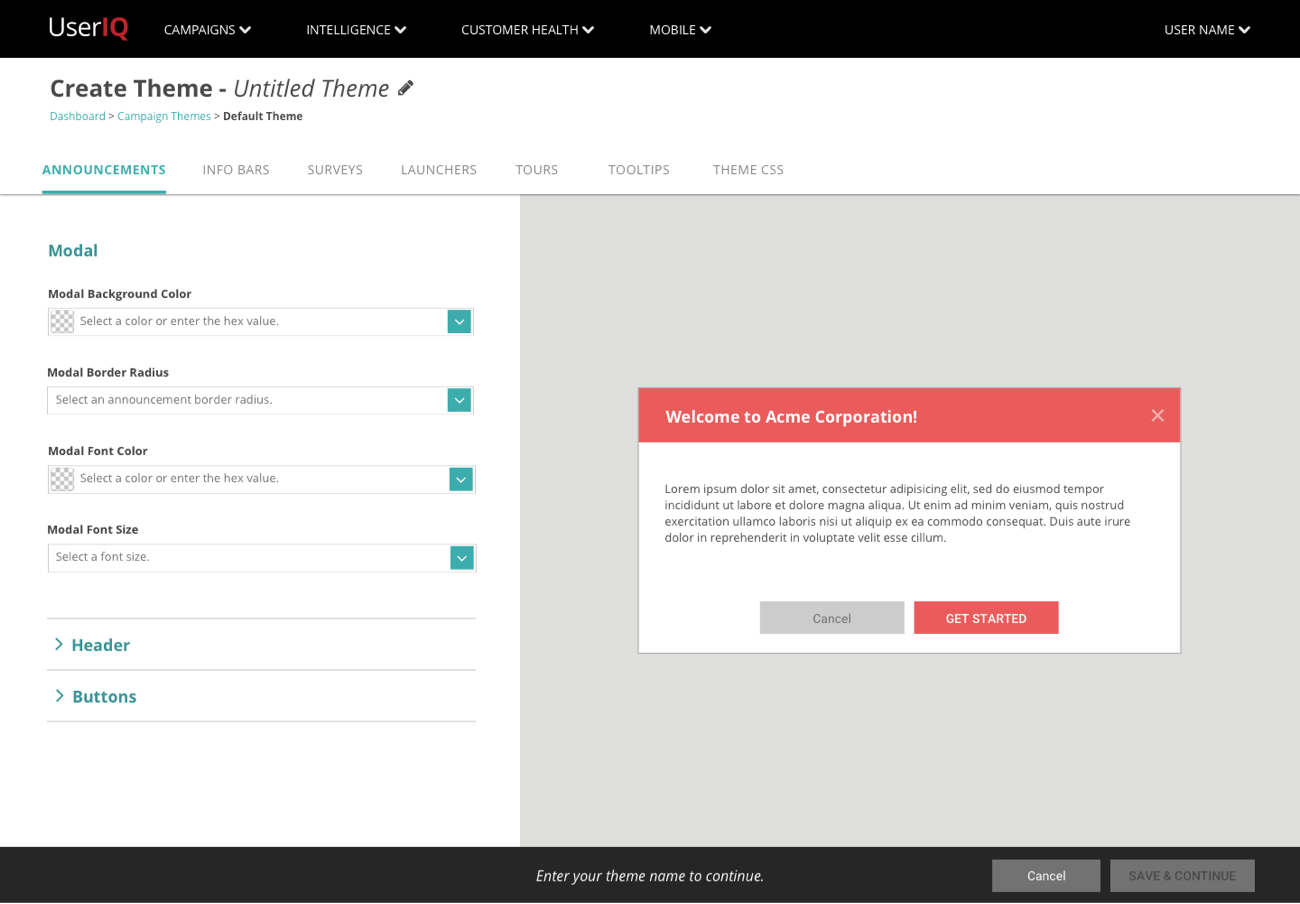 UserIQ CAMPAIGNS INTELLIGENCE CUSTOMER HEALTH MOBILE USER NAME
Create Theme - Untitled Theme
Dashboard > Campaign Themes > Default Theme
ANNOUNCEMENTS INFO BARS SURVEYS LAUNCHERS TOURS TOOLTIPS THEME CSS
Modal
Modal Background Color
Select a color or enter the hex value.
Modal Border Radius
Select an announcement border radius.
Modal Font Color
Select a color or enter the hex value.
Modal Font Size
Select a font size.
Header
Buttons
Welcome to Acme Corporation!
Lorem ipsum dolor sit amet, consectetur adipisicing elit, sed do eiusmod tempor
incididunt ut labore et dolore magna aliqua. Ut enim ad minim veniam, quis nostrud
exercitation ullamco laboris nisi ut aliquip ex ea commodo consequat. Duis aute irure
dolor in reprehenderit in voluptate velit esse cillum.
Cancel GET STARTED
Enter your theme name to continue. Cancel SAVE & CONTINUE